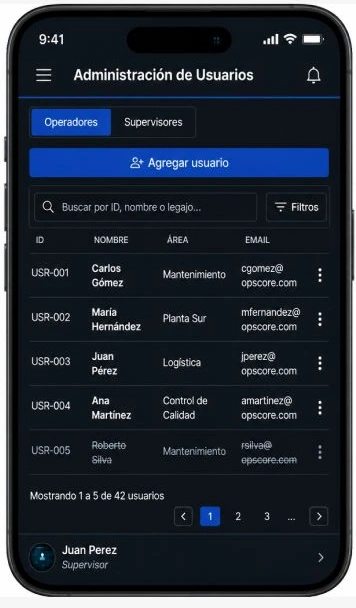 9:41
Administración de Usuarios
Operadores Supervisores
Agregar usuario
Buscar por ID, nombre o legajo... Filtros
ID NOMBRE ÁREA EMAIL
USR-001 Carlos Gómez Mantenimiento cgomez@opscore.com
USR-002 María Hernández Planta Sur mfernandez@opscore.com
USR-003 Juan Pérez Logística jperez@opscore.com
USR-004 Ana Martínez Control de Calidad amartinez@opscore.com
USR-005 Roberto Silva Mantenimiento rsilva@opscore.com
Mostrando 1 a 5 de 42 usuarios
1 2 3 ...
Juan Perez
Supervisor